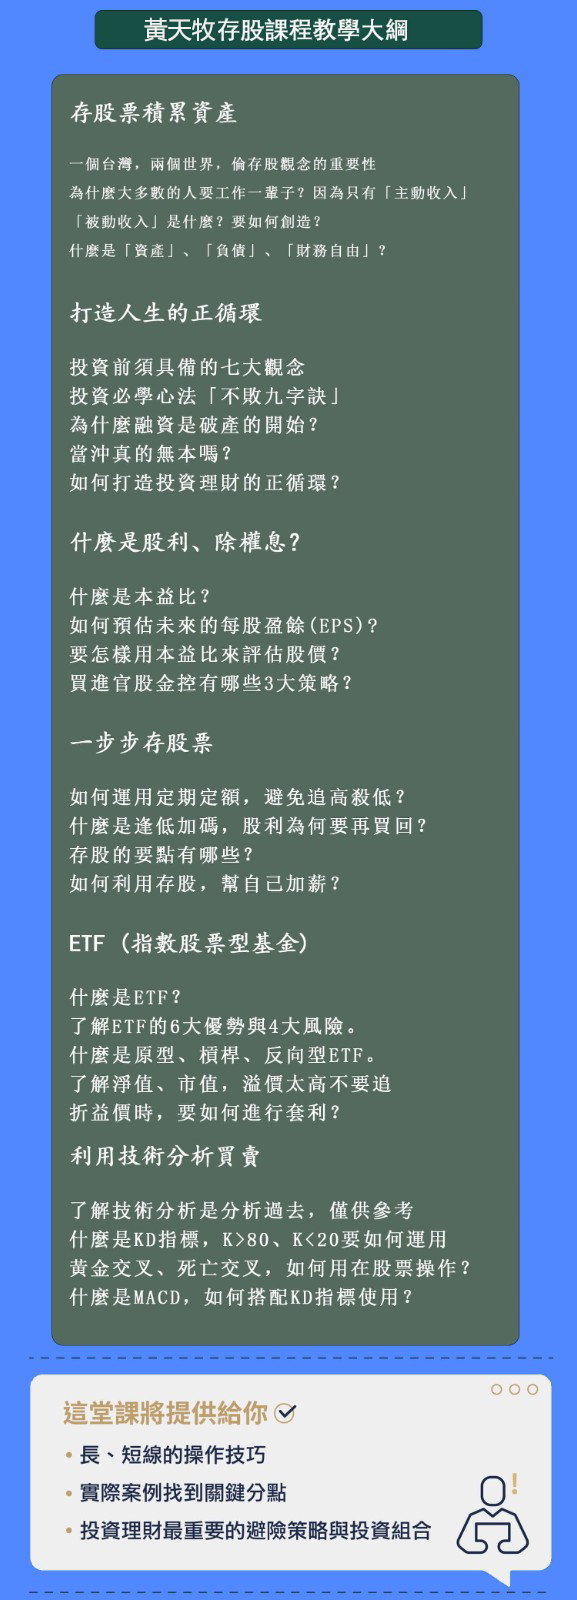 黃天牧存股課程教學大綱
存股票積累資產
一個台灣，兩個世界，倫存股觀念的重要性
為什麼大多數的人要工作一輩子？因為只有「主動收入」
「被動收入」是什麼？要如何創造？
什麼是「資產」、「負債」、「財務自由」？
打造人生的正循環
投資前須具備的七大觀念
投資必學心法「不敗九字訣」
為什麼融資是破產的開始？
當沖真的無本嗎？
如何打造投資理財的正循環？
什麼是股利、除權息？
什麼是本益比？
如何預估未來的每股盈餘(EPS)?
要怎樣用本益比來評估股價？
買進官股金控有哪些3大策略？
一步步存股票
如何運用定期定額，避免追高殺低？
什麼是逢低加碼，股利為何要再買回？
存股的要點有哪些？
如何利用存股，幫自己加薪？
ETF（指數股票型基金）
什麼是ETF？
了解ETF的6大優勢與4大風險。
什麼是原型、槓桿、反向型ETF。
了解淨值、市值，溢價太高不要追
折益價時，要如何進行套利？
利用技術分析買賣
了解技術分析是分析過去，僅供參考
什麼是KD指標，K>80、K<20要如何運用
黃金交叉、死亡交叉，如何用在股票操作？
什麼是MACD，如何搭配KD指標使用？
這堂課將提供給你
• 長、短線的操作技巧
• 實際案例找到關鍵分點
• 投資理財最重要的避險策略與投資組合